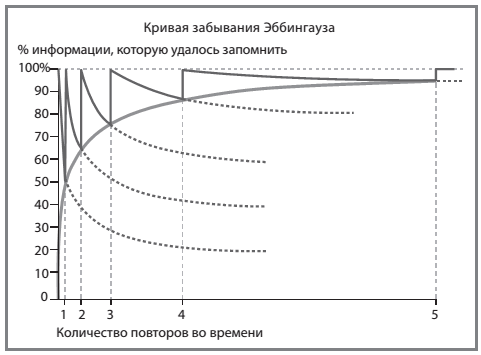 Кривая забывания Эббингауза
% информации, которую удалось запомнить
100%
90
80
70
60
50
40
30
20
10
0
1 2 3 4 5
Количество повторов во времени